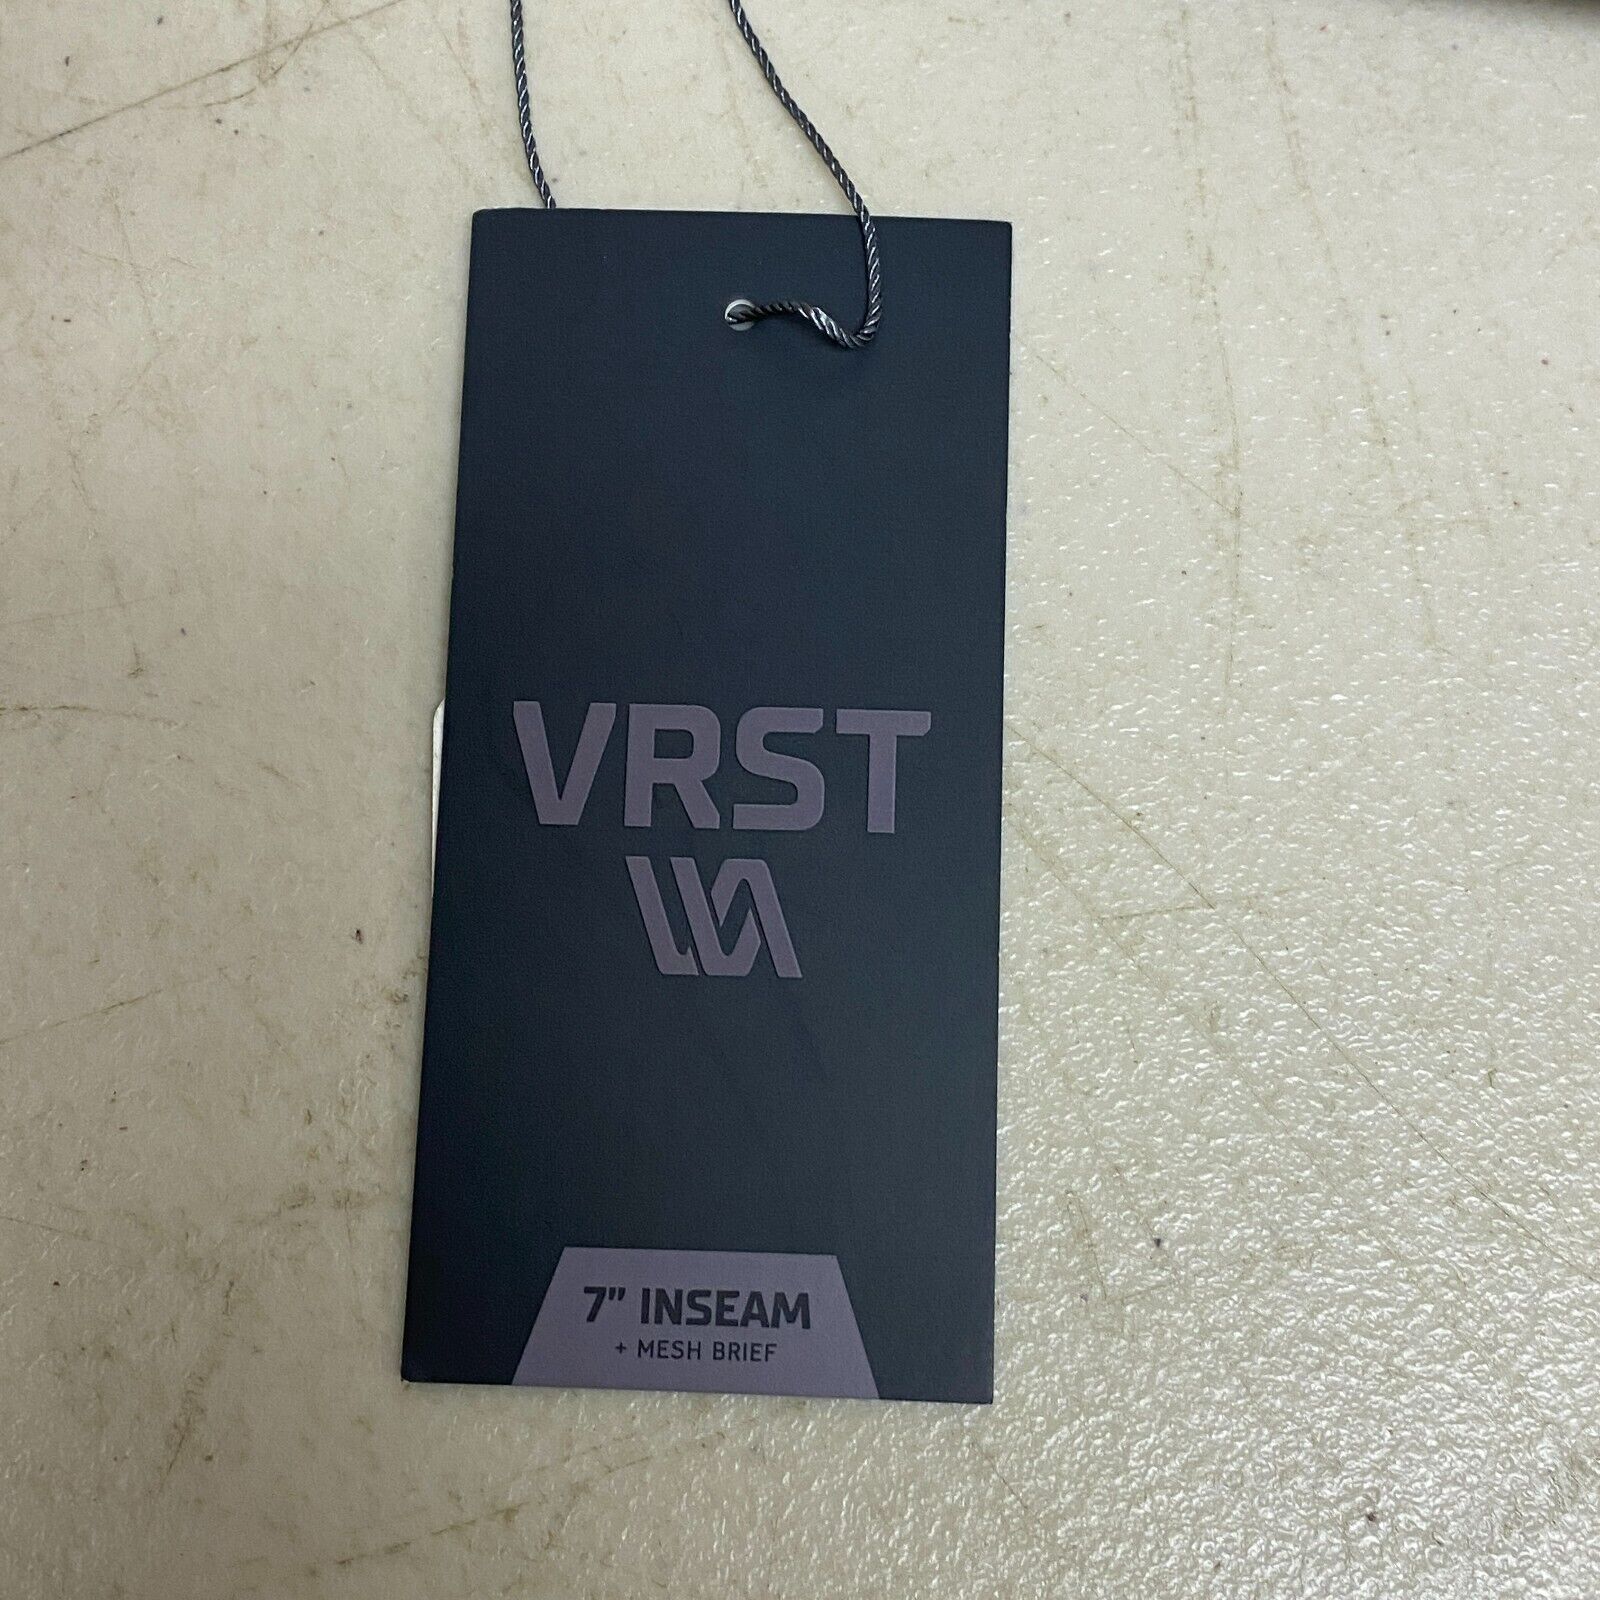 VRST
7" INSEAM
+ MESH BRIEF